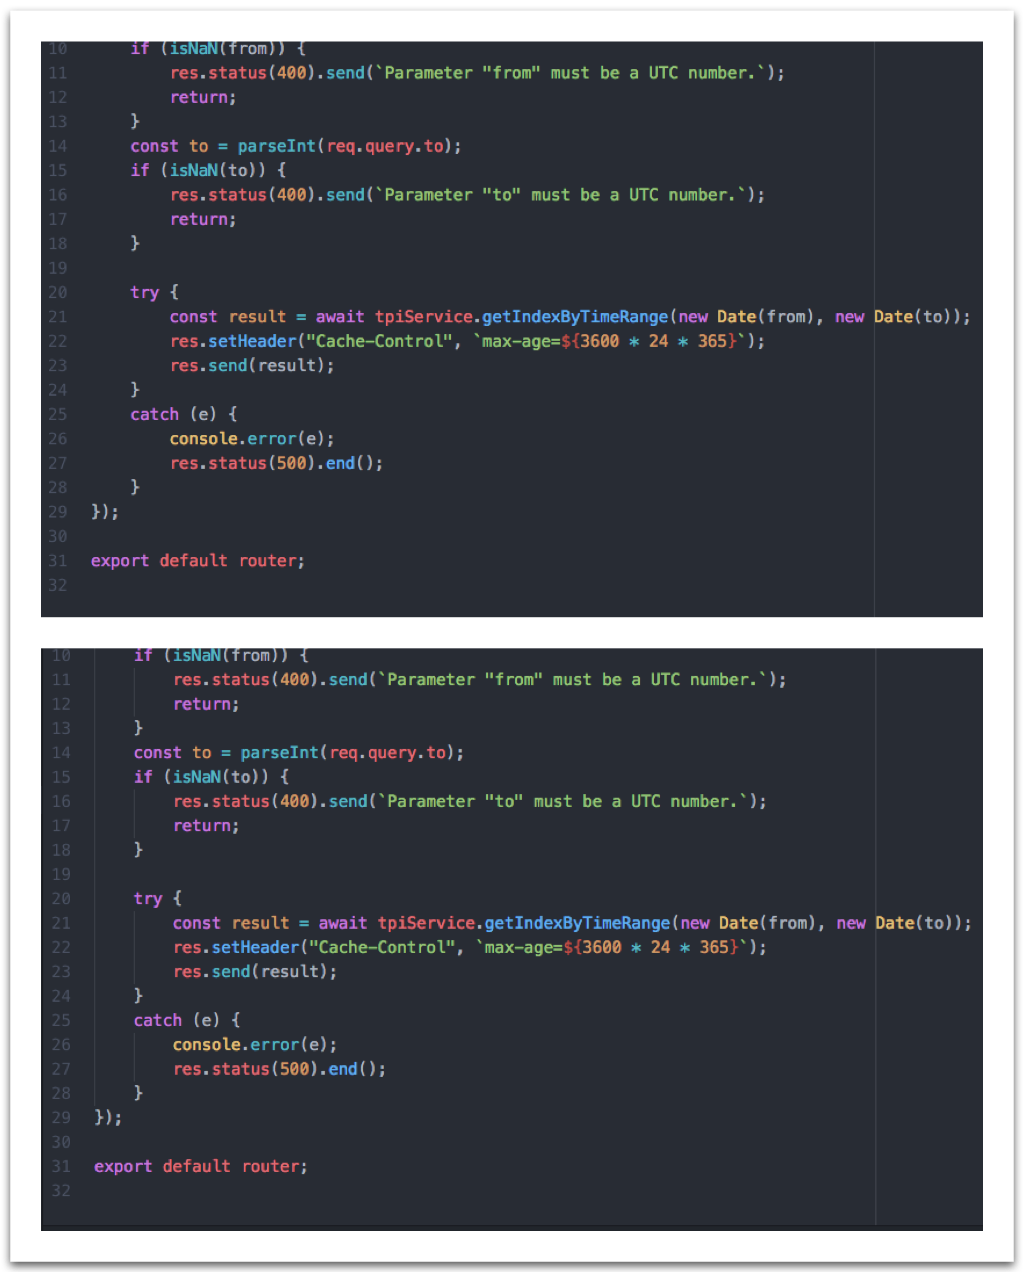 10 if (isNaN(from)) {
11 res.status(400).send(`Parameter "from" must be a UTC number.`);
12 return;
13 }
14 const to = parseInt(req.query.to);
15 if (isNaN(to)) {
16 res.status(400).send(`Parameter "to" must be a UTC number.`);
17 return;
18 }
19
20 try {
21 const result = await tpiService.getIndexByTimeRange(new Date(from), new Date(to));
22 res.setHeader("Cache-Control", `max-age=${3600 * 24 * 365}`);
23 res.send(result);
24 }
25 catch (e) {
26 console.error(e);
27 res.status(500).end();
28 }
29 });
30
31 export default router;
32
10 if (isNaN(from)) {
11 res.status(400).send(`Parameter "from" must be a UTC number.`);
12 return;
13 }
14 const to = parseInt(req.query.to);
15 if (isNaN(to)) {
16 res.status(400).send(`Parameter "to" must be a UTC number.`);
17 return;
18 }
19
20 try {
21 const result = await tpiService.getIndexByTimeRange(new Date(from), new Date(to));
22 res.setHeader("Cache-Control", `max-age=${3600 * 24 * 365}`);
23 res.send(result);
24 }
25 catch (e) {
26 console.error(e);
27 res.status(500).end();
28 }
29 });
30
31 export default router;
32